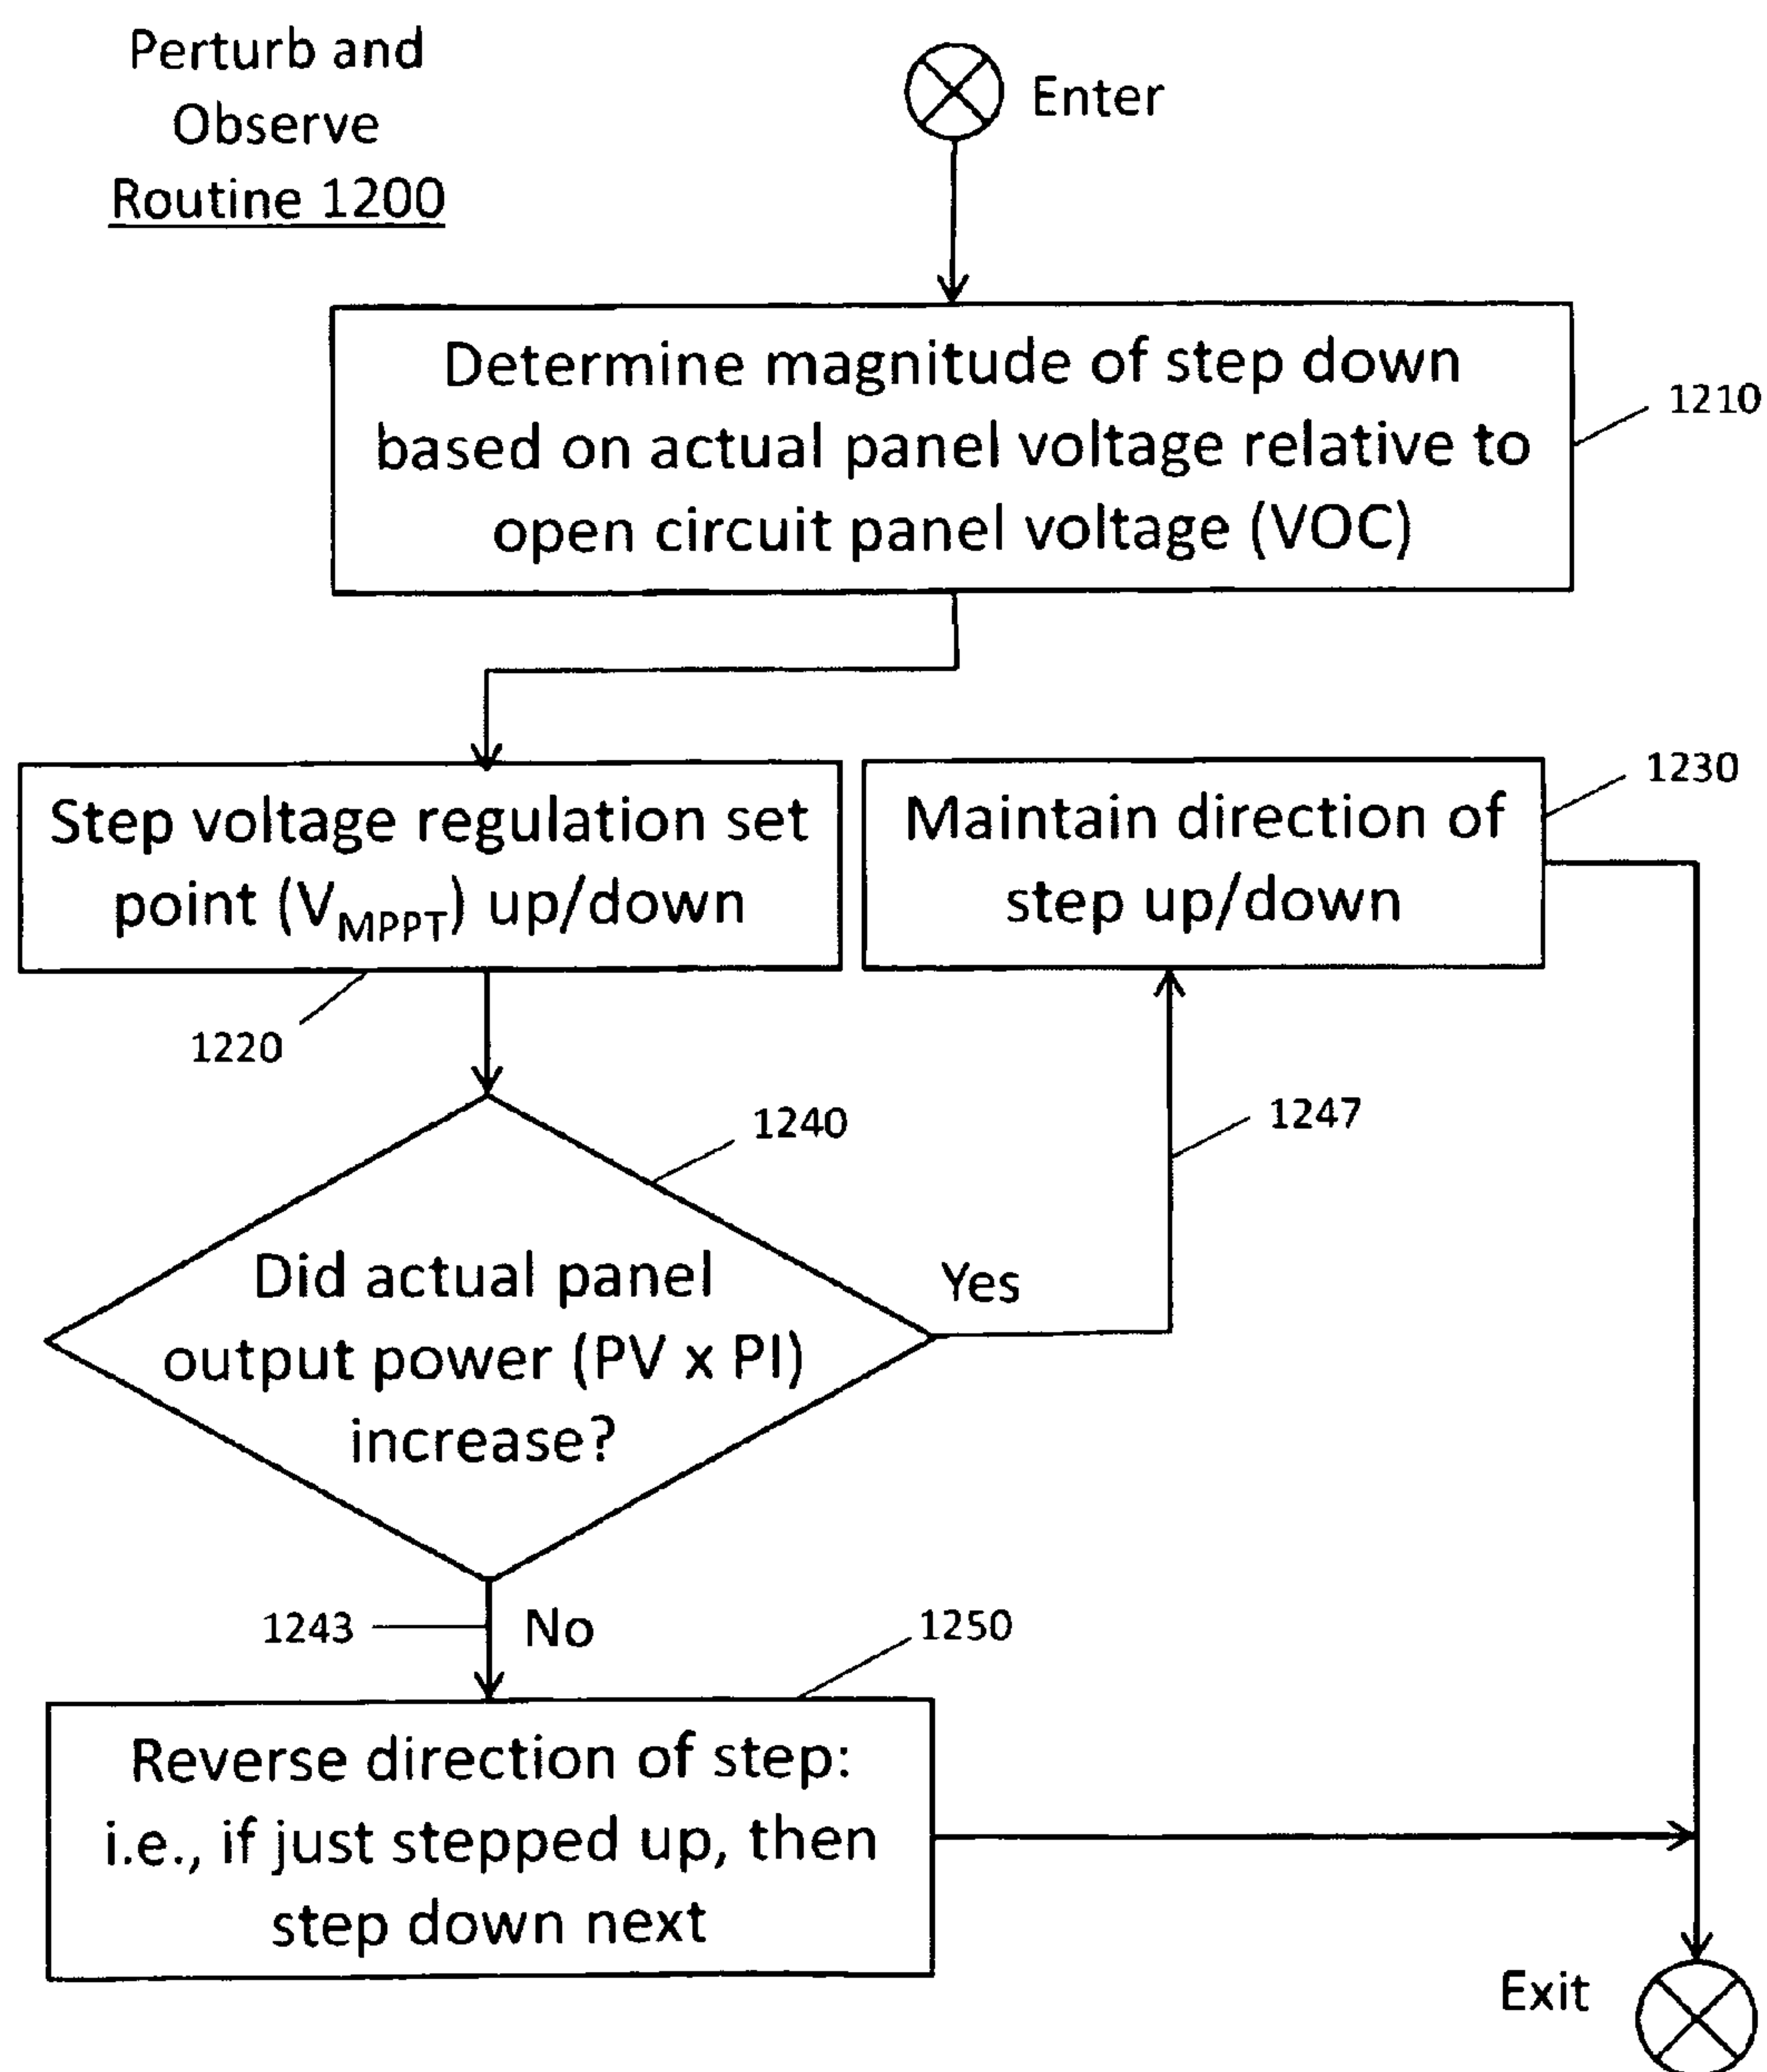 Perturb and
Observe
Routine 1200
Enter
Determine magnitude of step down
based on actual panel voltage relative to
open circuit panel voltage (VOC)
1210
Step voltage regulation set
point (VMPPT) up/down
1220
Maintain direction of
step up/down
1230
1240
1247
Did actual panel
output power (PV x PI)
increase?
Yes
1243
No
1250
Reverse direction of step:
i.e., if just stepped up, then
step down next
Exit